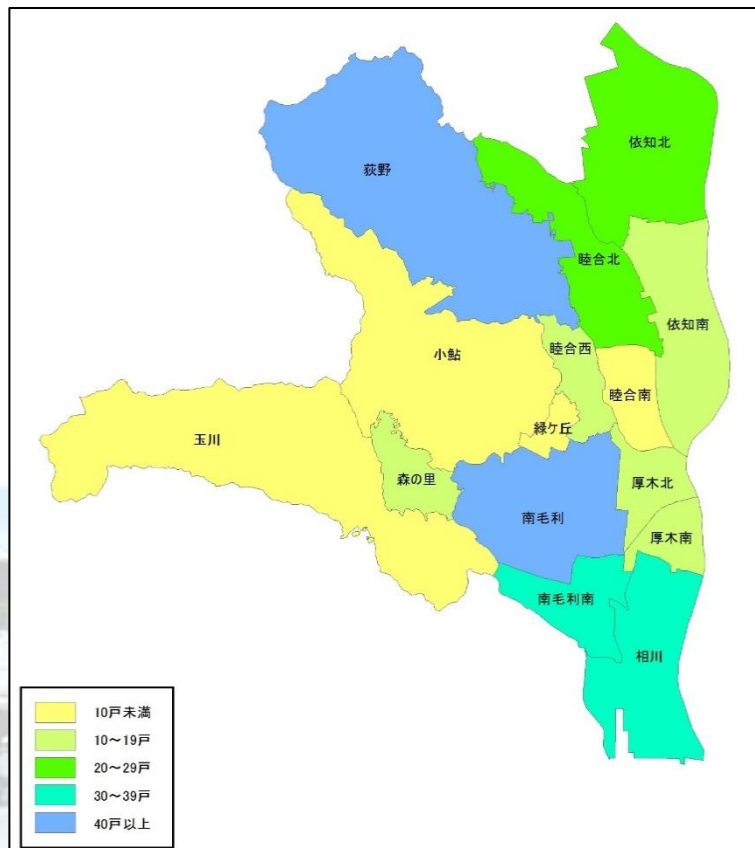 依知北
荻野
睦合北
依知南
睦合西
小鮎
睦合南
緑ケ丘
玉川
森の里
厚木北
南毛利
厚木南
南毛利南
相川
10戸未満
10～19戸
20～29戸
30～39戸
40戸以上